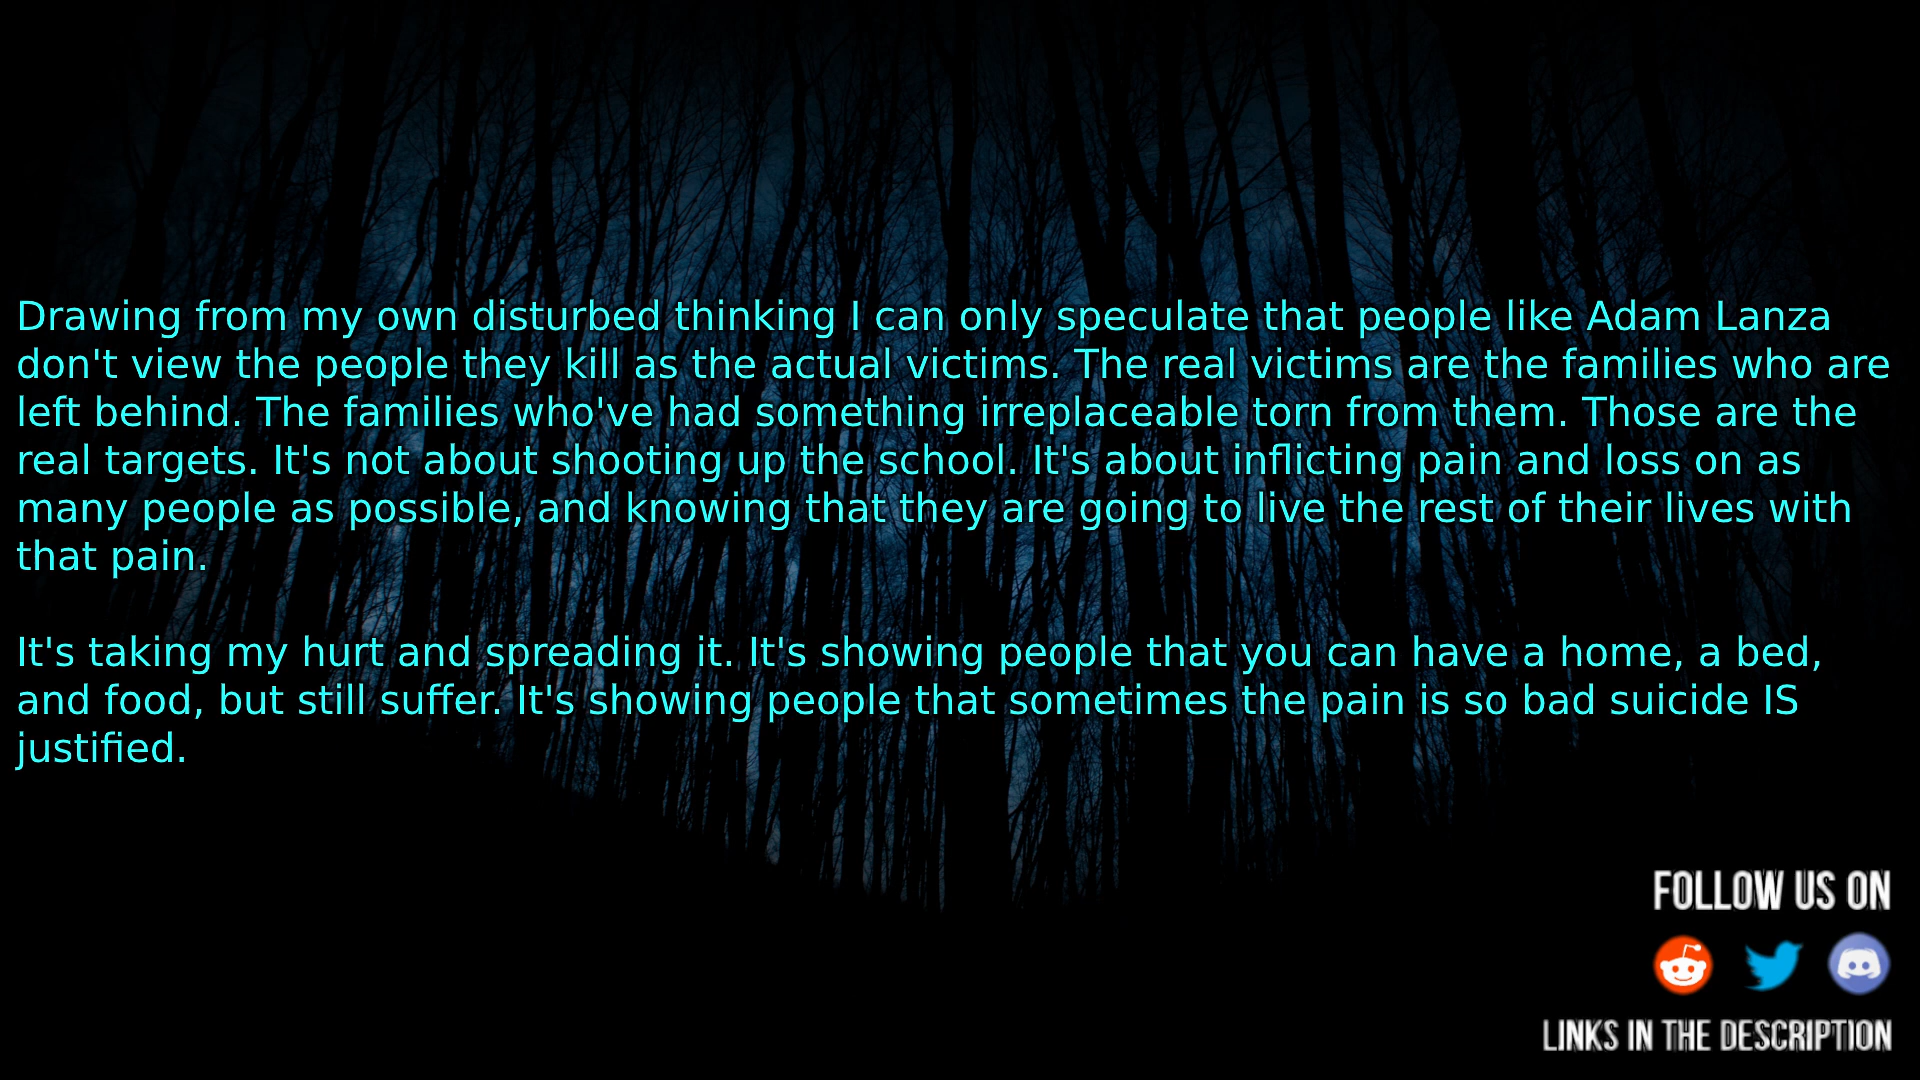 Drawing from my own disturbed thinking I can only speculate that people like Adam Lanza
don't view the people they kill as the actual victims. The real victims are the families who are
left behind. The families who've had something irreplaceable torn from them. Those are the
real targets. It's not about shooting up the school. It's about inflicting pain and loss on as
many people as possible, and knowing that they are going to live the rest of their lives with
that pain.
It's taking my hurt and spreading it. It's showing people that you can have a home, a bed,
and food, but still suffer. It's showing people that sometimes the pain is so bad suicide IS
justified.
FOLLOW US ON
LINKS IN THE DESCRIPTION